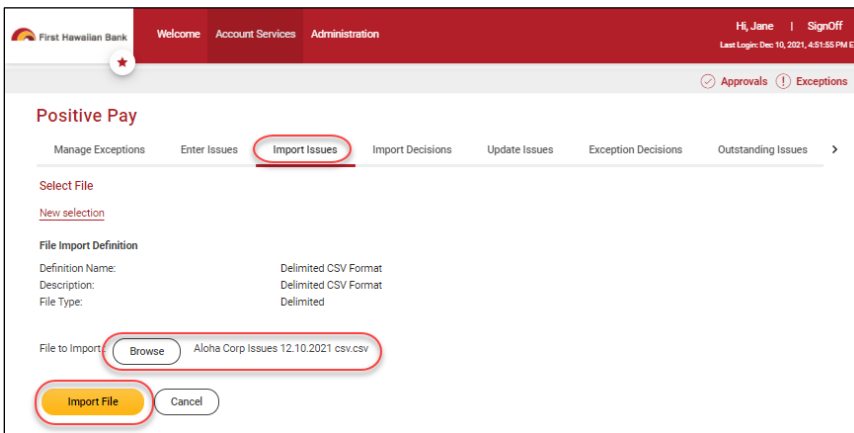 First Hawaiian Bank
Welcome Account Services Administration
Hi, Jane | SignOff
Last Login: Dec 10, 2021, 4:51:55 PM E
Approvals Exceptions
Positive Pay
Manage Exceptions Enter Issues Import Issues Import Decisions Update Issues Exception Decisions Outstanding Issues >
Select File
New selection
File Import Definition
Definition Name: Delimited CSV Format
Description: Delimited CSV Format
File Type: Delimited
File to Import: Browse Aloha Corp Issues 12.10.2021 csv.csv
Import File Cancel